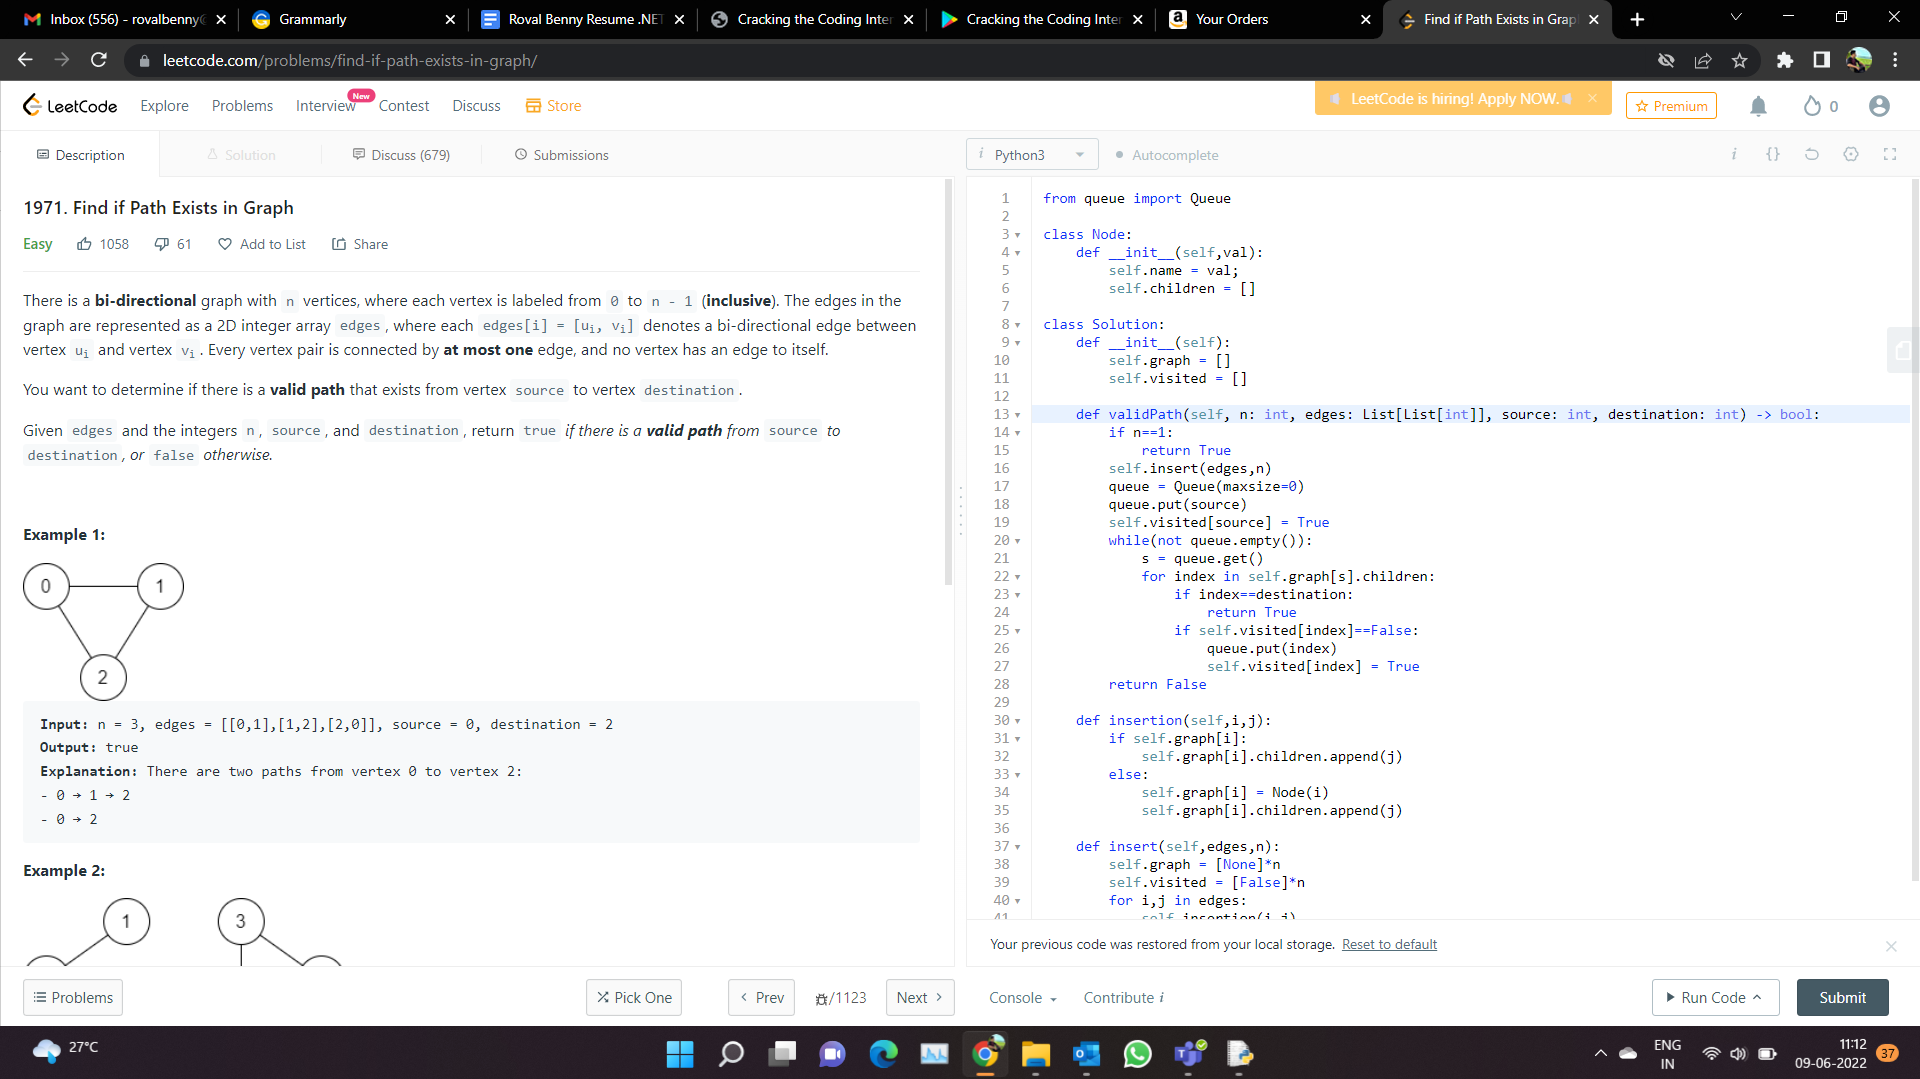 Inbox (556) - rovalbenny@
Grammarly
Roval Benny Resume .NET
Cracking the Coding Inter
Cracking the Coding Inter
Your Orders
Find if Path Exists in Grap
leetcode.com/problems/find-if-path-exists-in-graph/
LeetCode
Explore
Problems
Interview
New
Contest
Discuss
Store
LeetCode is hiring! Apply NOW.
Premium
0
Description
Solution
Discuss (679)
Submissions
i Python3
Autocomplete
i {}
1971. Find if Path Exists in Graph
Easy
1058
61
Add to List
Share
There is a bi-directional graph with n vertices, where each vertex is labeled from 0 to n - 1 (inclusive). The edges in the
graph are represented as a 2D integer array edges, where each edges[i] = [ui, vi] denotes a bi-directional edge between
vertex ui and vertex vi. Every vertex pair is connected by at most one edge, and no vertex has an edge to itself.
You want to determine if there is a valid path that exists from vertex source to vertex destination.
Given edges and the integers n, source, and destination, return true if there is a valid path from source to
destination, or false otherwise.
Example 1:
0
1
2
Input: n = 3, edges = [[0,1],[1,2],[2,0]], source = 0, destination = 2
Output: true
Explanation: There are two paths from vertex 0 to vertex 2:
- 0 → 1 → 2
- 0 → 2
Example 2:
1
3
1 from queue import Queue
2
3 class Node:
4 def __init__(self,val):
5 self.name = val;
6 self.children = []
7
8 class Solution:
9 def __init__(self):
10 self.graph = []
11 self.visited = []
12
13 def validPath(self, n: int, edges: List[List[int]], source: int, destination: int) -> bool:
14 if n==1:
15 return True
16 self.insert(edges,n)
17 queue = Queue(maxsize=0)
18 queue.put(source)
19 self.visited[source] = True
20 while(not queue.empty()):
21 s = queue.get()
22 for index in self.graph[s].children:
23 if index==destination:
24 return True
25 if self.visited[index]==False:
26 queue.put(index)
27 self.visited[index] = True
28 return False
29
30 def insertion(self,i,j):
31 if self.graph[i]:
32 self.graph[i].children.append(j)
33 else:
34 self.graph[i] = Node(i)
35 self.graph[i].children.append(j)
36
37 def insert(self,edges,n):
38 self.graph = [None]*n
39 self.visited = [False]*n
40 for i,j in edges:
41 self.insertion(i,j)
Your previous code was restored from your local storage. Reset to default
Problems
Pick One
Prev
/1123
Next
Console
Contribute i
Run Code
Submit
27°C
ENG
IN
11:12
09-06-2022
37